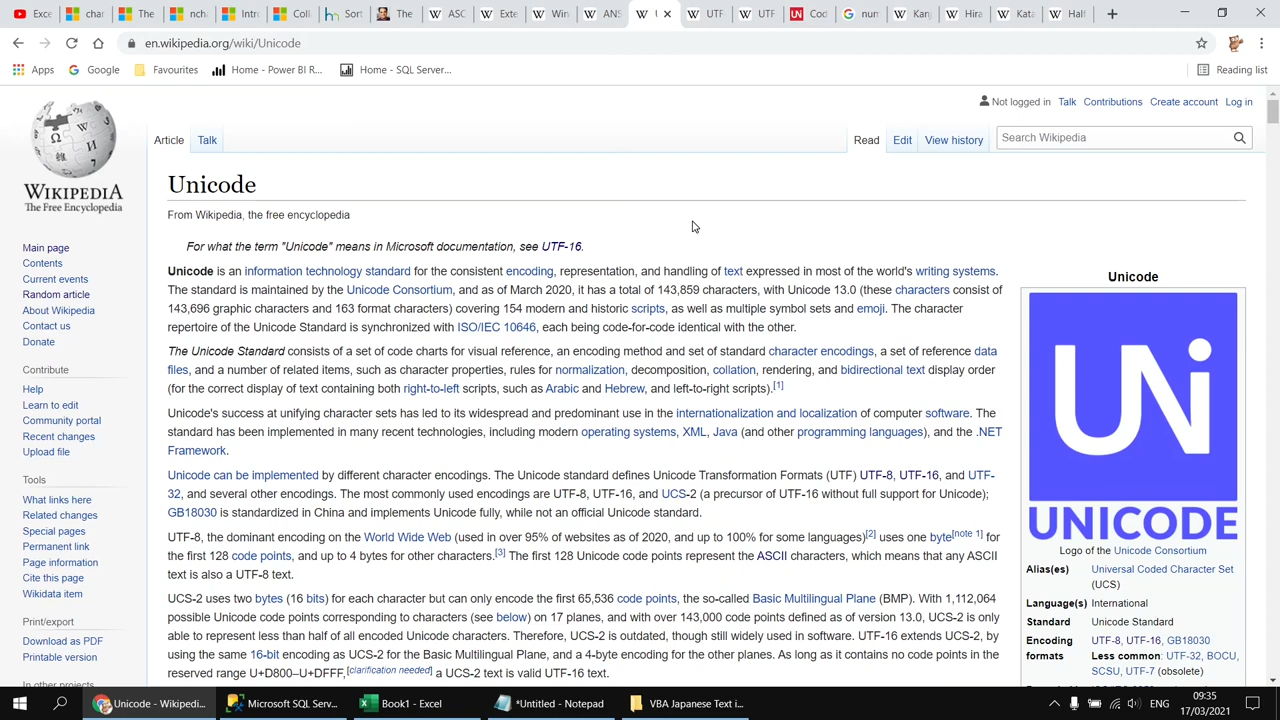 Exce
char
The
ncha
Intro
Coll
Sort
The
ASC
Exte
Win
ANS
U
UTF
UTF
Cod
nun
Kanj
Hira
Kata
Half
en.wikipedia.org/wiki/Unicode
Apps
Google
Favourites
Home - Power BI R...
Home - SQL Server...
Reading list
Not logged in Talk Contributions Create account Log in
Article Talk
Read Edit View history
Search Wikipedia
WIKIPEDIA
The Free Encyclopedia
Main page
Contents
Current events
Random article
About Wikipedia
Contact us
Donate
Contribute
Help
Learn to edit
Community portal
Recent changes
Upload file
Tools
What links here
Related changes
Special pages
Permanent link
Page information
Cite this page
Wikidata item
Print/export
Download as PDF
Printable version
In other projects
Unicode
From Wikipedia, the free encyclopedia
For what the term "Unicode" means in Microsoft documentation, see UTF-16.
Unicode is an information technology standard for the consistent encoding, representation, and handling of text expressed in most of the world's writing systems.
The standard is maintained by the Unicode Consortium, and as of March 2020, it has a total of 143,859 characters, with Unicode 13.0 (these characters consist of
143,696 graphic characters and 163 format characters) covering 154 modern and historic scripts, as well as multiple symbol sets and emoji. The character
repertoire of the Unicode Standard is synchronized with ISO/IEC 10646, each being code-for-code identical with the other.
The Unicode Standard consists of a set of code charts for visual reference, an encoding method and set of standard character encodings, a set of reference data
files, and a number of related items, such as character properties, rules for normalization, decomposition, collation, rendering, and bidirectional text display order
(for the correct display of text containing both right-to-left scripts, such as Arabic and Hebrew, and left-to-right scripts).[1]
Unicode's success at unifying character sets has led to its widespread and predominant use in the internationalization and localization of computer software. The
standard has been implemented in many recent technologies, including modern operating systems, XML, Java (and other programming languages), and the .NET
Framework.
Unicode can be implemented by different character encodings. The Unicode standard defines Unicode Transformation Formats (UTF) UTF-8, UTF-16, and UTF-
32, and several other encodings. The most commonly used encodings are UTF-8, UTF-16, and UCS-2 (a precursor of UTF-16 without full support for Unicode);
GB18030 is standardized in China and implements Unicode fully, while not an official Unicode standard.
UTF-8, the dominant encoding on the World Wide Web (used in over 95% of websites as of 2020, and up to 100% for some languages)[2] uses one byte[note 1] for
the first 128 code points, and up to 4 bytes for other characters.[3] The first 128 Unicode code points represent the ASCII characters, which means that any ASCII
text is also a UTF-8 text.
UCS-2 uses two bytes (16 bits) for each character but can only encode the first 65,536 code points, the so-called Basic Multilingual Plane (BMP). With 1,112,064
possible Unicode code points corresponding to characters (see below) on 17 planes, and with over 143,000 code points defined as of version 13.0, UCS-2 is only
able to represent less than half of all encoded Unicode characters. Therefore, UCS-2 is outdated, though still widely used in software. UTF-16 extends UCS-2, by
using the same 16-bit encoding as UCS-2 for the Basic Multilingual Plane, and a 4-byte encoding for the other planes. As long as it contains no code points in the
reserved range U+D800–U+DFFF,[clarification needed] a UCS-2 text is valid UTF-16 text.
Unicode
UNi
UNICODE
Logo of the Unicode Consortium
Alias(es) Universal Coded Character Set
(UCS)
Language(s) International
Standard Unicode Standard
Encoding UTF-8, UTF-16, GB18030
formats Less common: UTF-32, BOCU,
SCSU, UTF-7 (obsolete)
Unicode - Wikipedi...
Microsoft SQL Serv...
Book1 - Excel
*Untitled - Notepad
VBA Japanese Text i...
ENG
09:35
17/03/2021